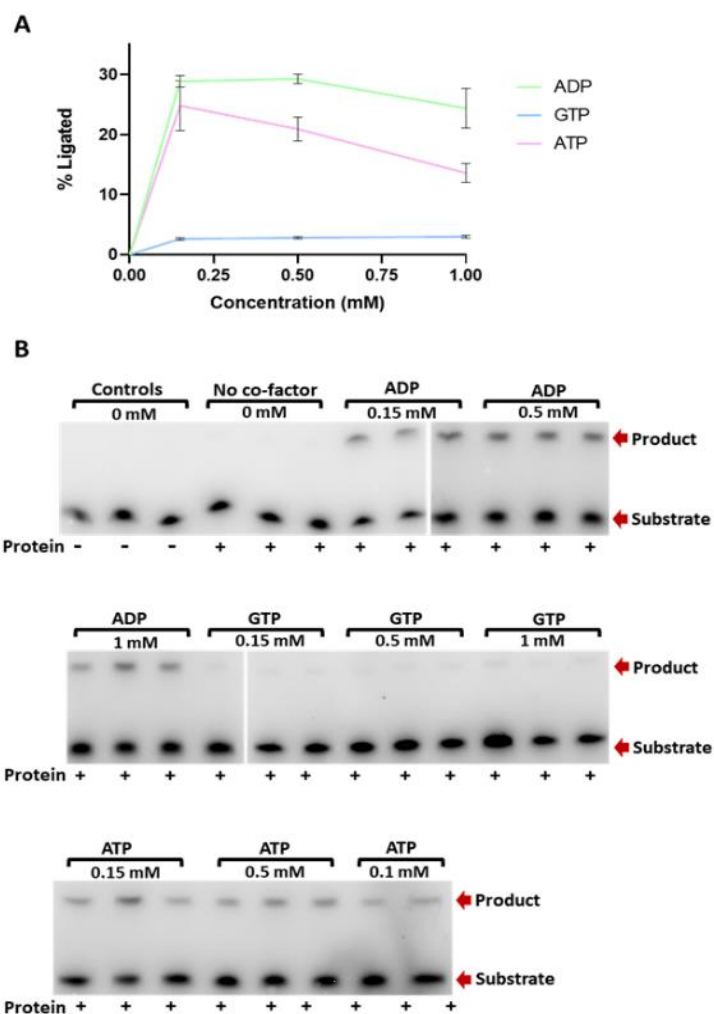 A
30
20
10
0
% Ligated
0.00 0.25 0.50 0.75 1.00
Concentration (mM)
ADP
GTP
ATP
B
Controls No co-factor ADP ADP
0 mM 0 mM 0.15 mM 0.5 mM
Product
Substrate
Protein - - - + + + + + + + + +
ADP GTP GTP GTP
1 mM 0.15 mM 0.5 mM 1 mM
Product
Substrate
Protein + + + + + + + + + + + +
ATP ATP ATP
0.15 mM 0.5 mM 0.1 mM
Product
Substrate
Protein + + + + + + + + +